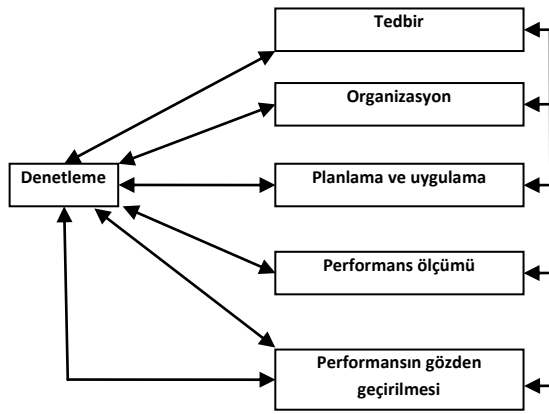 Tedbir
Organizasyon
Denetleme
Planlama ve uygulama
Performans ölçümü
Performansın gözden
geçirilmesi